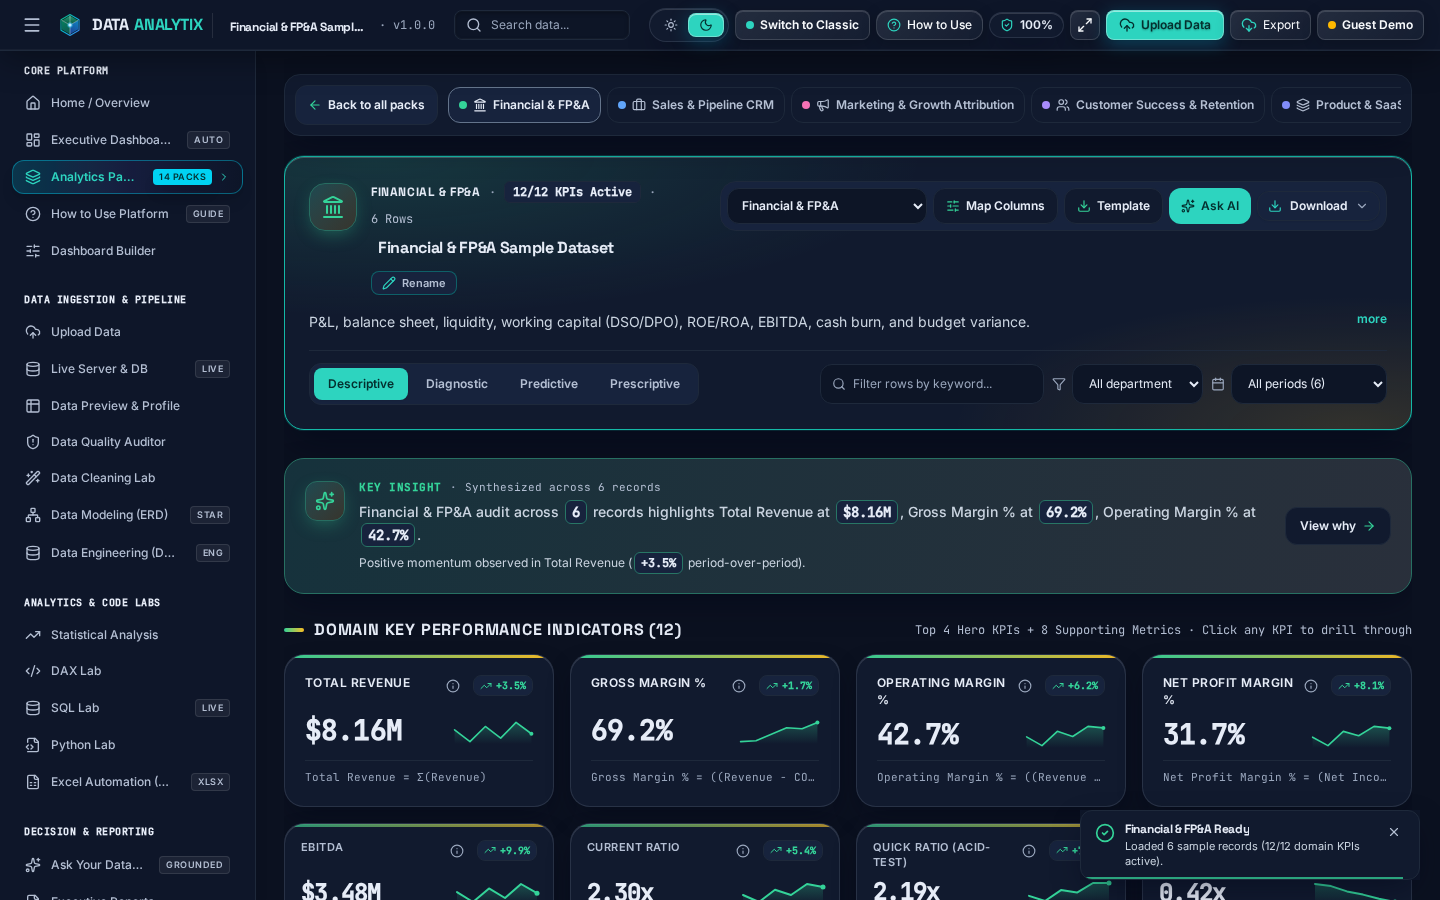 DATA ANALYTIX
Financial & FP&A Sampl... · v1.0.0
Search data...
Switch to Classic
How to Use
100%
Upload Data
Export
Guest Demo
CORE PLATFORM
Home / Overview
Executive Dashboa... AUTO
Analytics Pa... 14 PACKS
How to Use Platform GUIDE
Dashboard Builder
DATA INGESTION & PIPELINE
Upload Data
Live Server & DB LIVE
Data Preview & Profile
Data Quality Auditor
Data Cleaning Lab
Data Modeling (ERD) STAR
Data Engineering (D... ENG
ANALYTICS & CODE LABS
Statistical Analysis
DAX Lab
SQL Lab LIVE
Python Lab
Excel Automation (... XLSX
DECISION & REPORTING
Ask Your Data... GROUNDED
Back to all packs
Financial & FP&A
Sales & Pipeline CRM
Marketing & Growth Attribution
Customer Success & Retention
Product & SaaS
FINANCIAL & FP&A · 12/12 KPIs Active ·
6 Rows
Financial & FP&A Sample Dataset
Rename
Financial & FP&A
Map Columns
Template
Ask AI
Download
P&L, balance sheet, liquidity, working capital (DSO/DPO), ROE/ROA, EBITDA, cash burn, and budget variance.
more
Descriptive
Diagnostic
Predictive
Prescriptive
Filter rows by keyword...
All department
All periods (6)
KEY INSIGHT · Synthesized across 6 records
Financial & FP&A audit across 6 records highlights Total Revenue at $8.16M , Gross Margin % at 69.2% , Operating Margin % at
42.7% .
Positive momentum observed in Total Revenue ( +3.5% period-over-period).
View why
DOMAIN KEY PERFORMANCE INDICATORS (12)
Top 4 Hero KPIs + 8 Supporting Metrics · Click any KPI to drill through
TOTAL REVENUE +3.5%
$8.16M
Total Revenue = Σ(Revenue)
GROSS MARGIN % +1.7%
69.2%
Gross Margin % = ((Revenue - CO...
OPERATING MARGIN % +6.2%
42.7%
Operating Margin % = ((Revenue ...
NET PROFIT MARGIN % +8.1%
31.7%
Net Profit Margin % = (Net Inco...
EBITDA +9.9%
$3.48M
CURRENT RATIO +5.4%
2.30x
QUICK RATIO (ACID-TEST)
2.19x
0.42x
Financial & FP&A Ready
Loaded 6 sample records (12/12 domain KPIs
active).